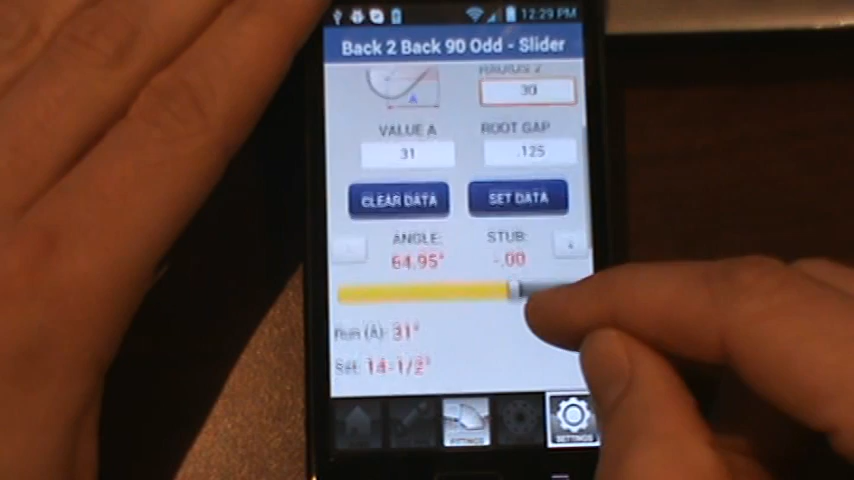 12:29 PM
Back 2 Back 90 Odd - Slider
RADIUS 2
30
A
VALUE A
ROOT GAP
31
.125
CLEAR DATA
SET DATA
ANGLE:
STUB:
64.95°
-.00
Run (A): 31"
Set: 14-1/2"
FITTINGS
SETTINGS